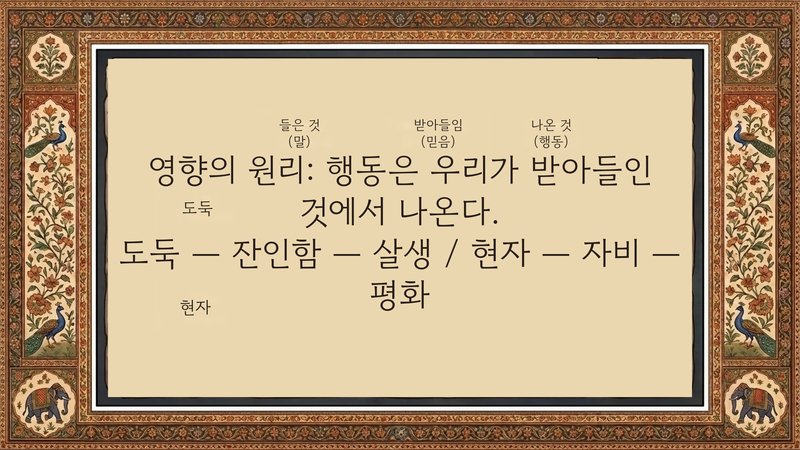 들은 것
(말)
받아들임
(믿음)
나온 것
(행동)
영향의 원리: 행동은 우리가 받아들인
것에서 나온다.
도둑
도둑 — 잔인함 — 살생 / 현자 — 자비 —
평화
현자